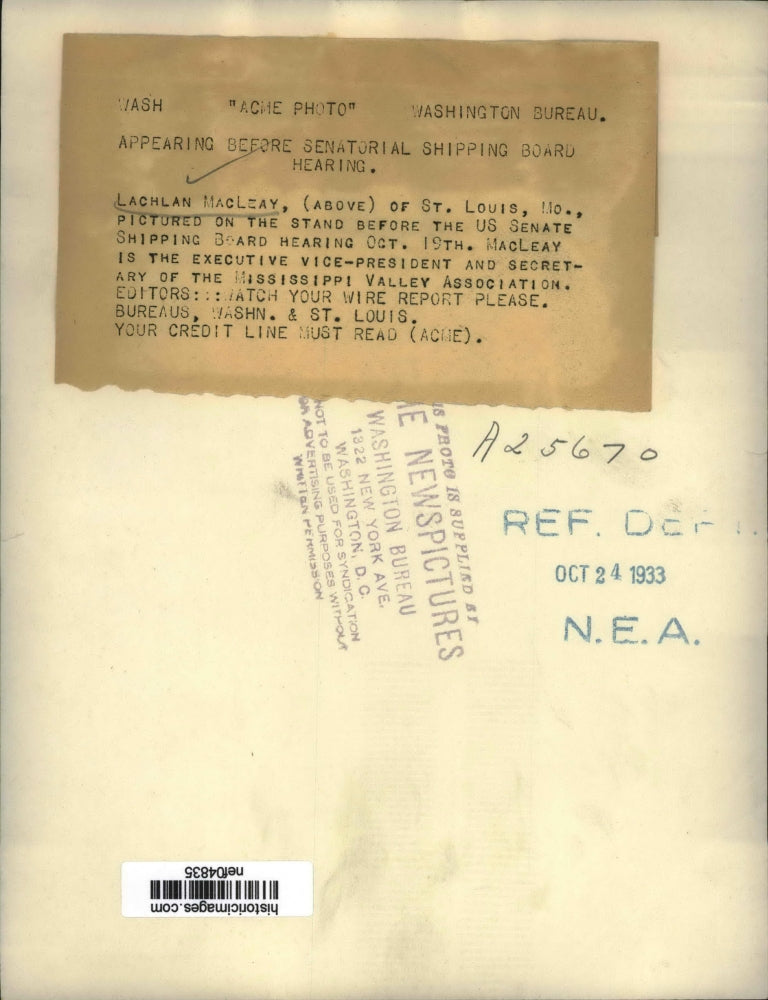 WASH "ACME PHOTO" WASHINGTON BUREAU.
APPEARING BEFORE SENATORIAL SHIPPING BOARD
HEARING.
LACHLAN MACLEAY, (ABOVE) OF ST. LOUIS, MO.,
PICTURED ON THE STAND BEFORE THE US SENATE
SHIPPING BOARD HEARING OCT. 19TH. MACLEAY
IS THE EXECUTIVE VICE-PRESIDENT AND SECRET-
ARY OF THE MISSISSIPPI VALLEY ASSOCIATION.
EDITORS:::WATCH YOUR WIRE REPORT PLEASE.
BUREAUS, WASHN. & ST. LOUIS.
YOUR CREDIT LINE MUST READ (ACME).
IS PHOTO IS SUPPLIED BY
ME NEWSPICTURES
WASHINGTON BUREAU
1322 NEW YORK AVE.
WASHINGTON, D. C.
NOT TO BE USED FOR SYNDICATION
OR ADVERTISING PURPOSES WITHOUT
WRITTEN PERMISSION
A25670
REF. DEPT.
OCT 24 1933
N.E.A.
historicimages.com
nef04835